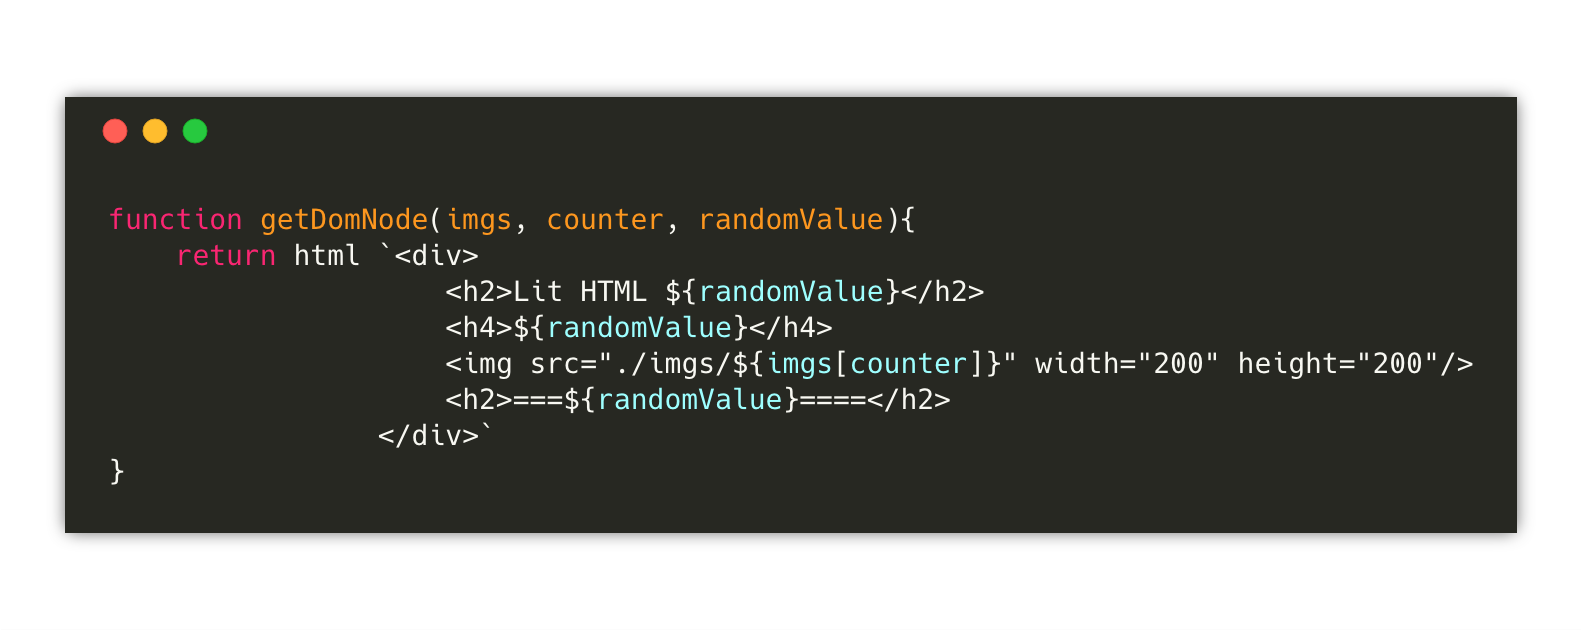 function getDomNode(imgs, counter, randomValue){
    return html `<div>
                    <h2>Lit HTML ${randomValue}</h2>
                    <h4>${randomValue}</h4>
                    <img src="./imgs/${imgs[counter]}" width="200" height="200"/>
                    <h2>===${randomValue}====</h2>
                </div>`
}